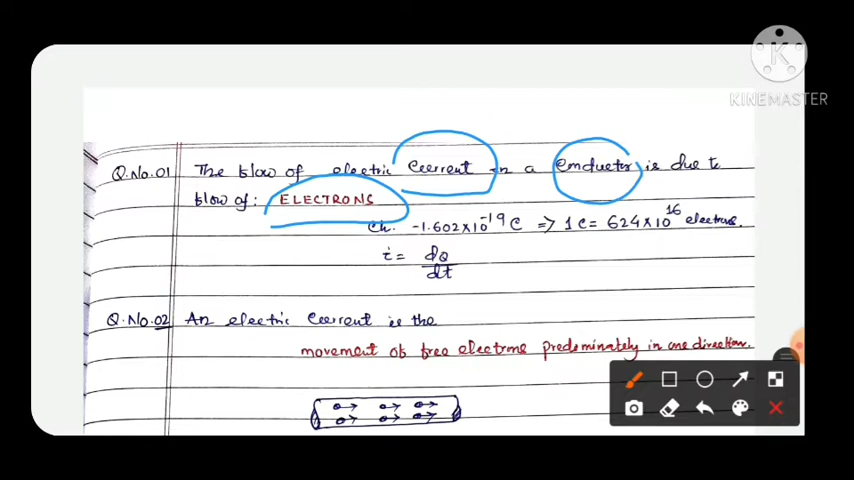 KINEMASTER
Q.No.01 The flow of electric Current in a Conductor is due to
flow of: ELECTRONS
Ch. -1.602×10⁻¹⁹ C => 1C = 624×10¹⁶ electrons.
i = dQ/dt
Q.No.02 An electric Current is the
movement of free electrons predominately in one direction.